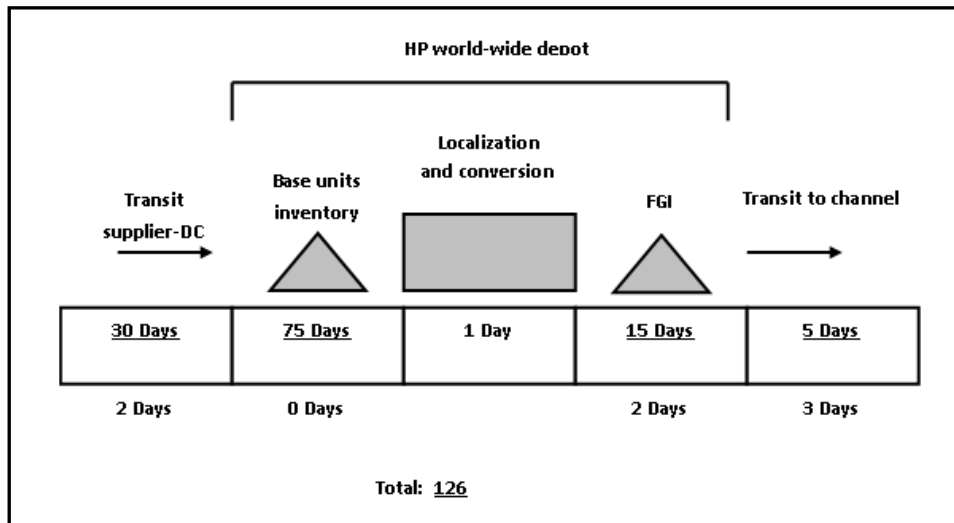 HP world-wide depot
Localization
and conversion
Base units
inventory
Transit
supplier-DC
FGI
Transit to channel
30 Days
75 Days
1 Day
15 Days
5 Days
2 Days
0 Days
2 Days
3 Days
Total: 126